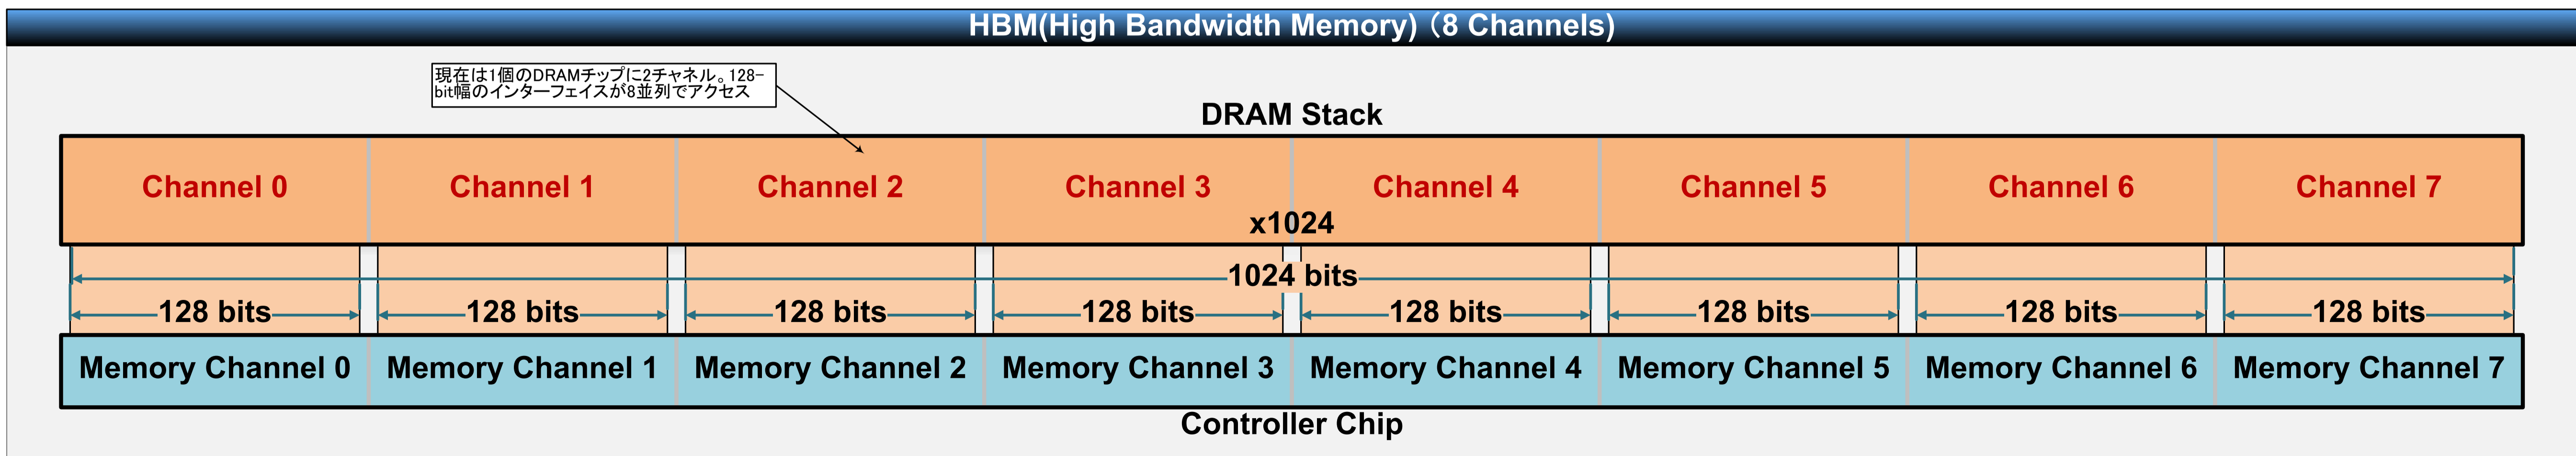 HBM(High Bandwidth Memory) （8 Channels)
現在は1個のDRAMチップに2チャネル。128-
bit幅のインターフェイスが8並列でアクセス
DRAM Stack
Channel 0 Channel 1 Channel 2 Channel 3 Channel 4 Channel 5 Channel 6 Channel 7
x1024
1024 bits
128 bits 128 bits 128 bits 128 bits 128 bits 128 bits 128 bits 128 bits
Memory Channel 0 Memory Channel 1 Memory Channel 2 Memory Channel 3 Memory Channel 4 Memory Channel 5 Memory Channel 6 Memory Channel 7
Controller Chip